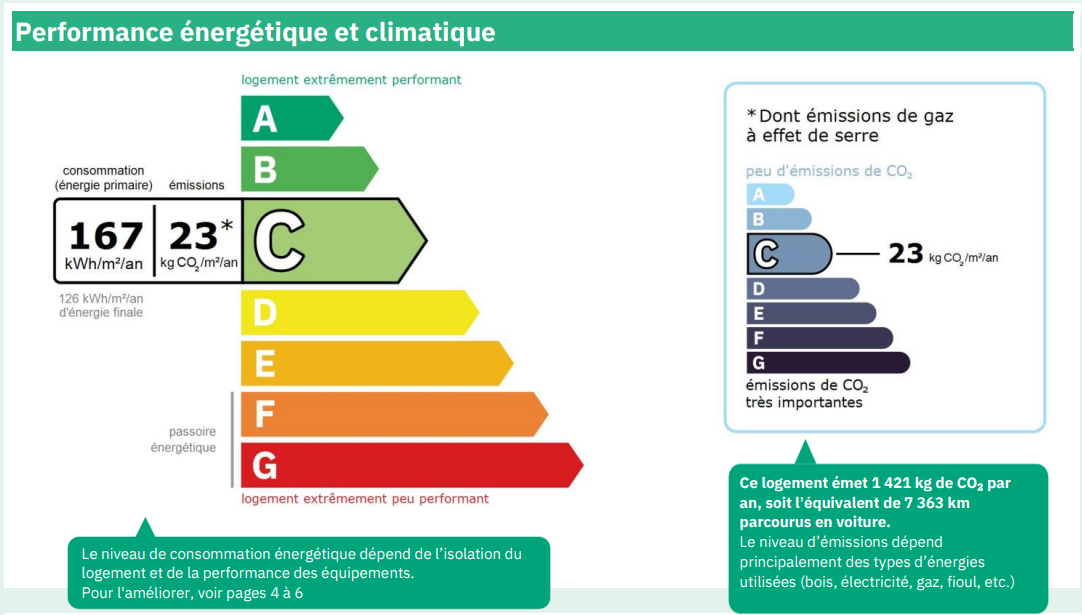 Performance énergétique et climatique
logement extrêmement performant
A
B
consommation
(énergie primaire)
émissions
167
kWh/m²/an
23*
kg CO₂/m²/an
C
126 kWh/m²/an
d'énergie finale
D
E
F
G
passoire
énergétique
logement extrêmement peu performant
Le niveau de consommation énergétique dépend de l'isolation du
logement et de la performance des équipements.
Pour l'améliorer, voir pages 4 à 6
*Dont émissions de gaz
à effet de serre
peu d'émissions de CO₂
A
B
C
23 kg CO₂/m²/an
D
E
F
G
émissions de CO₂
très importantes
Ce logement émet 1 421 kg de CO₂ par
an, soit l'équivalent de 7 363 km
parcourus en voiture.
Le niveau d'émissions dépend
principalement des types d'énergies
utilisées (bois, électricité, gaz, fioul, etc.)